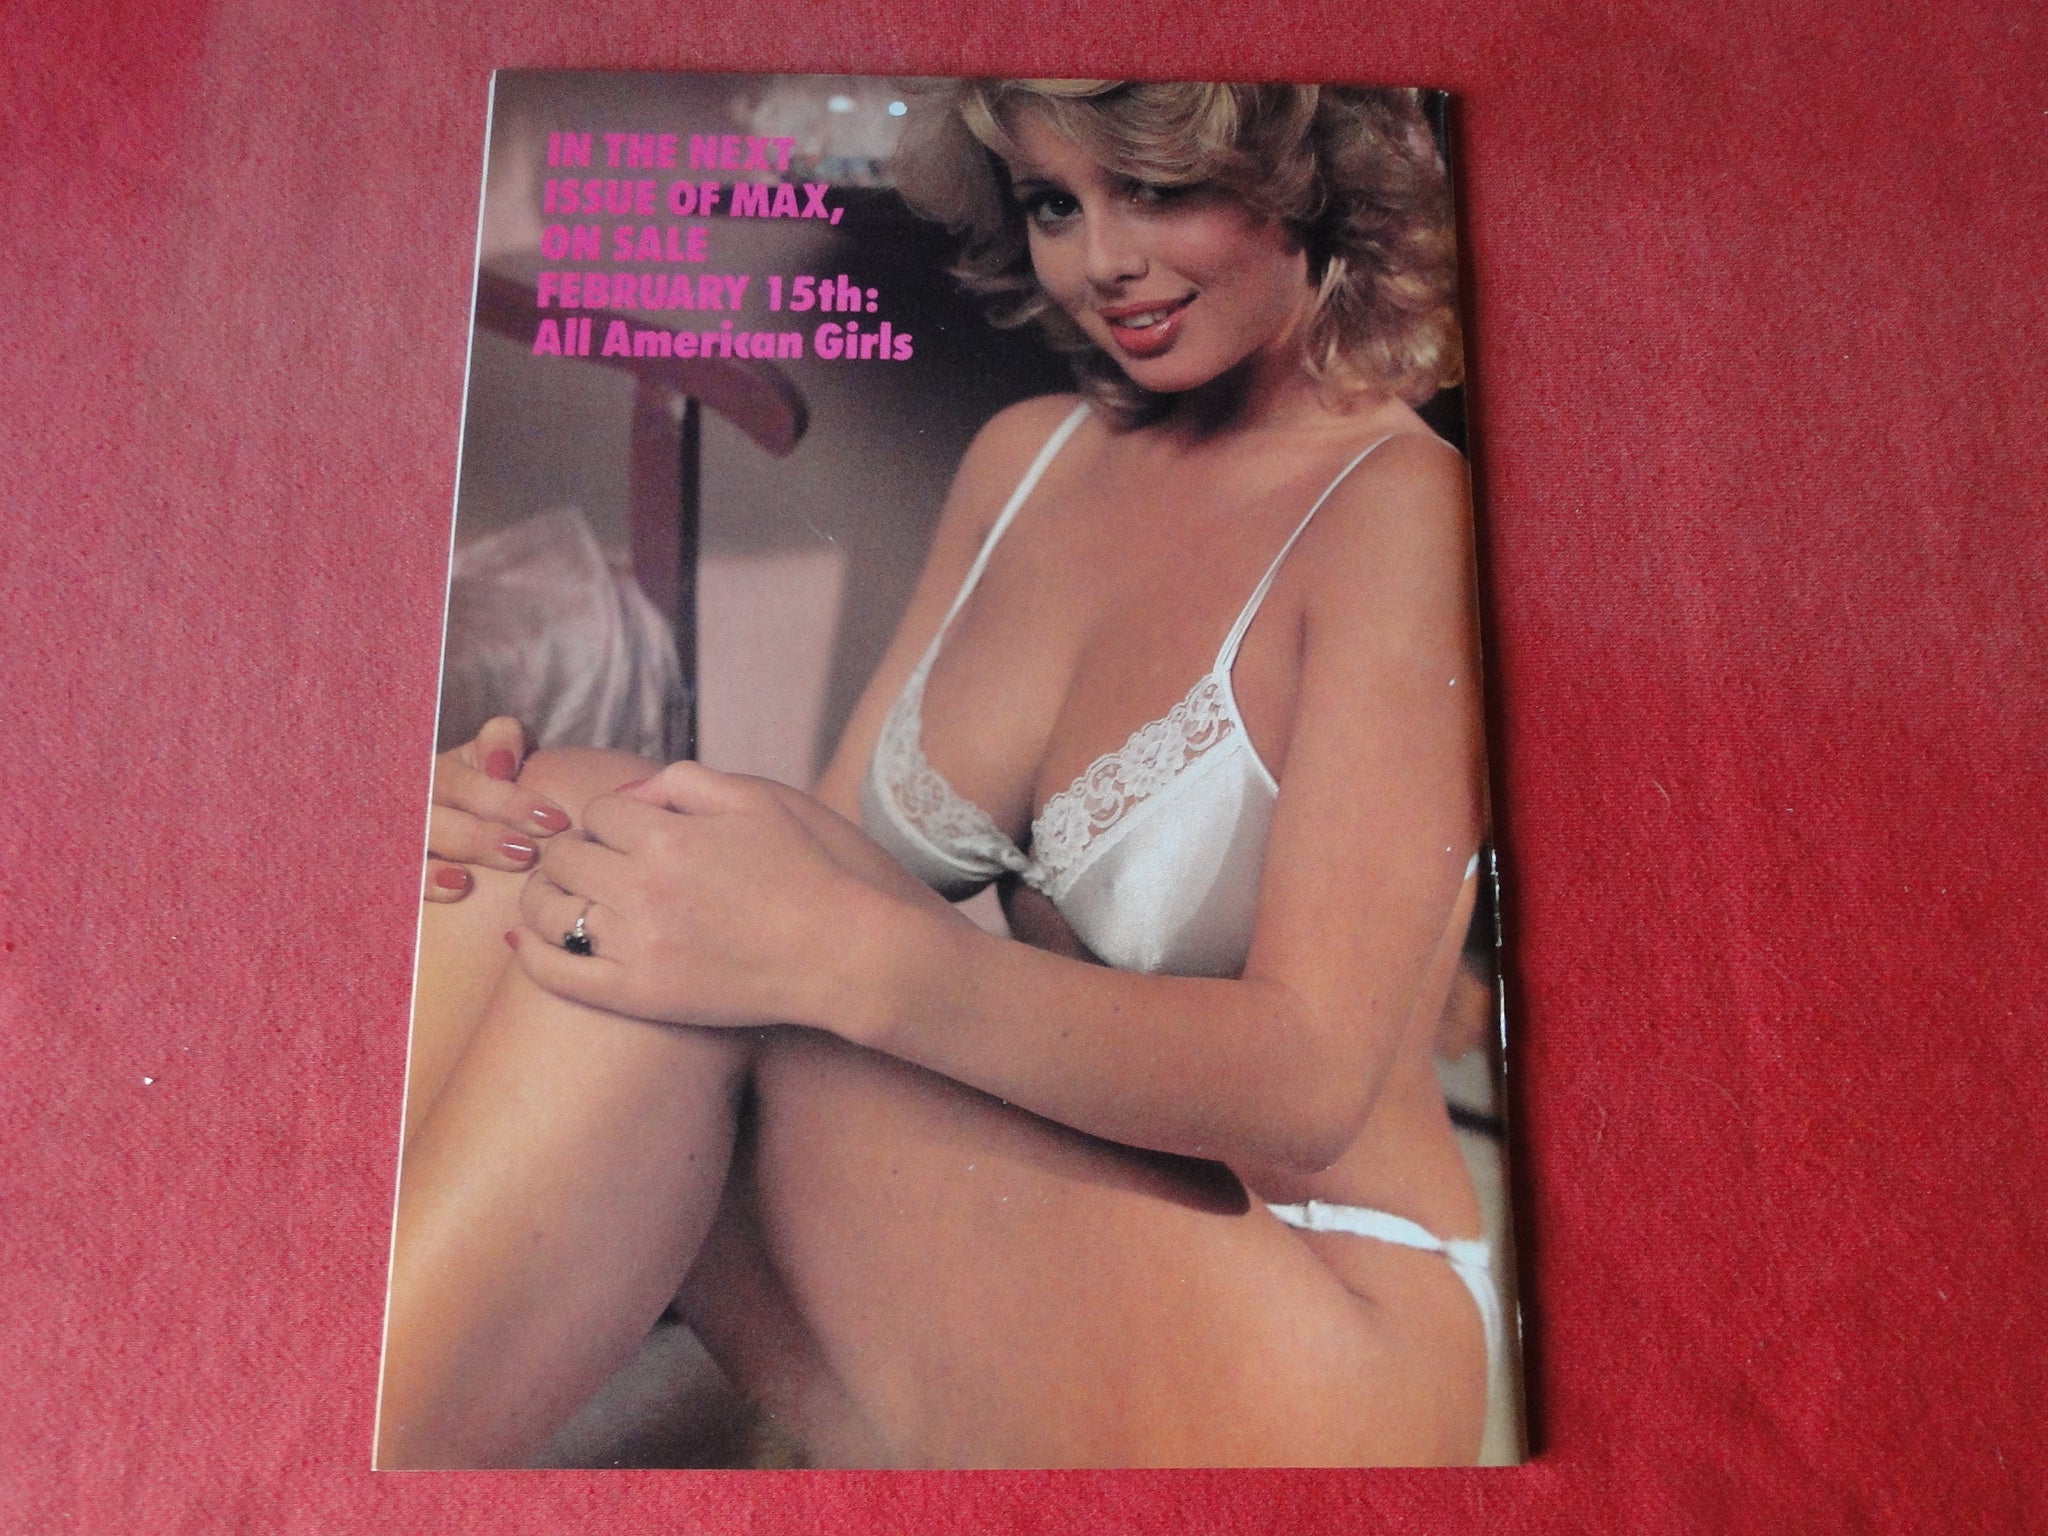 IN THE NEXT
ISSUE OF MAX,
ON SALE
FEBRUARY 15th:
All American Girls